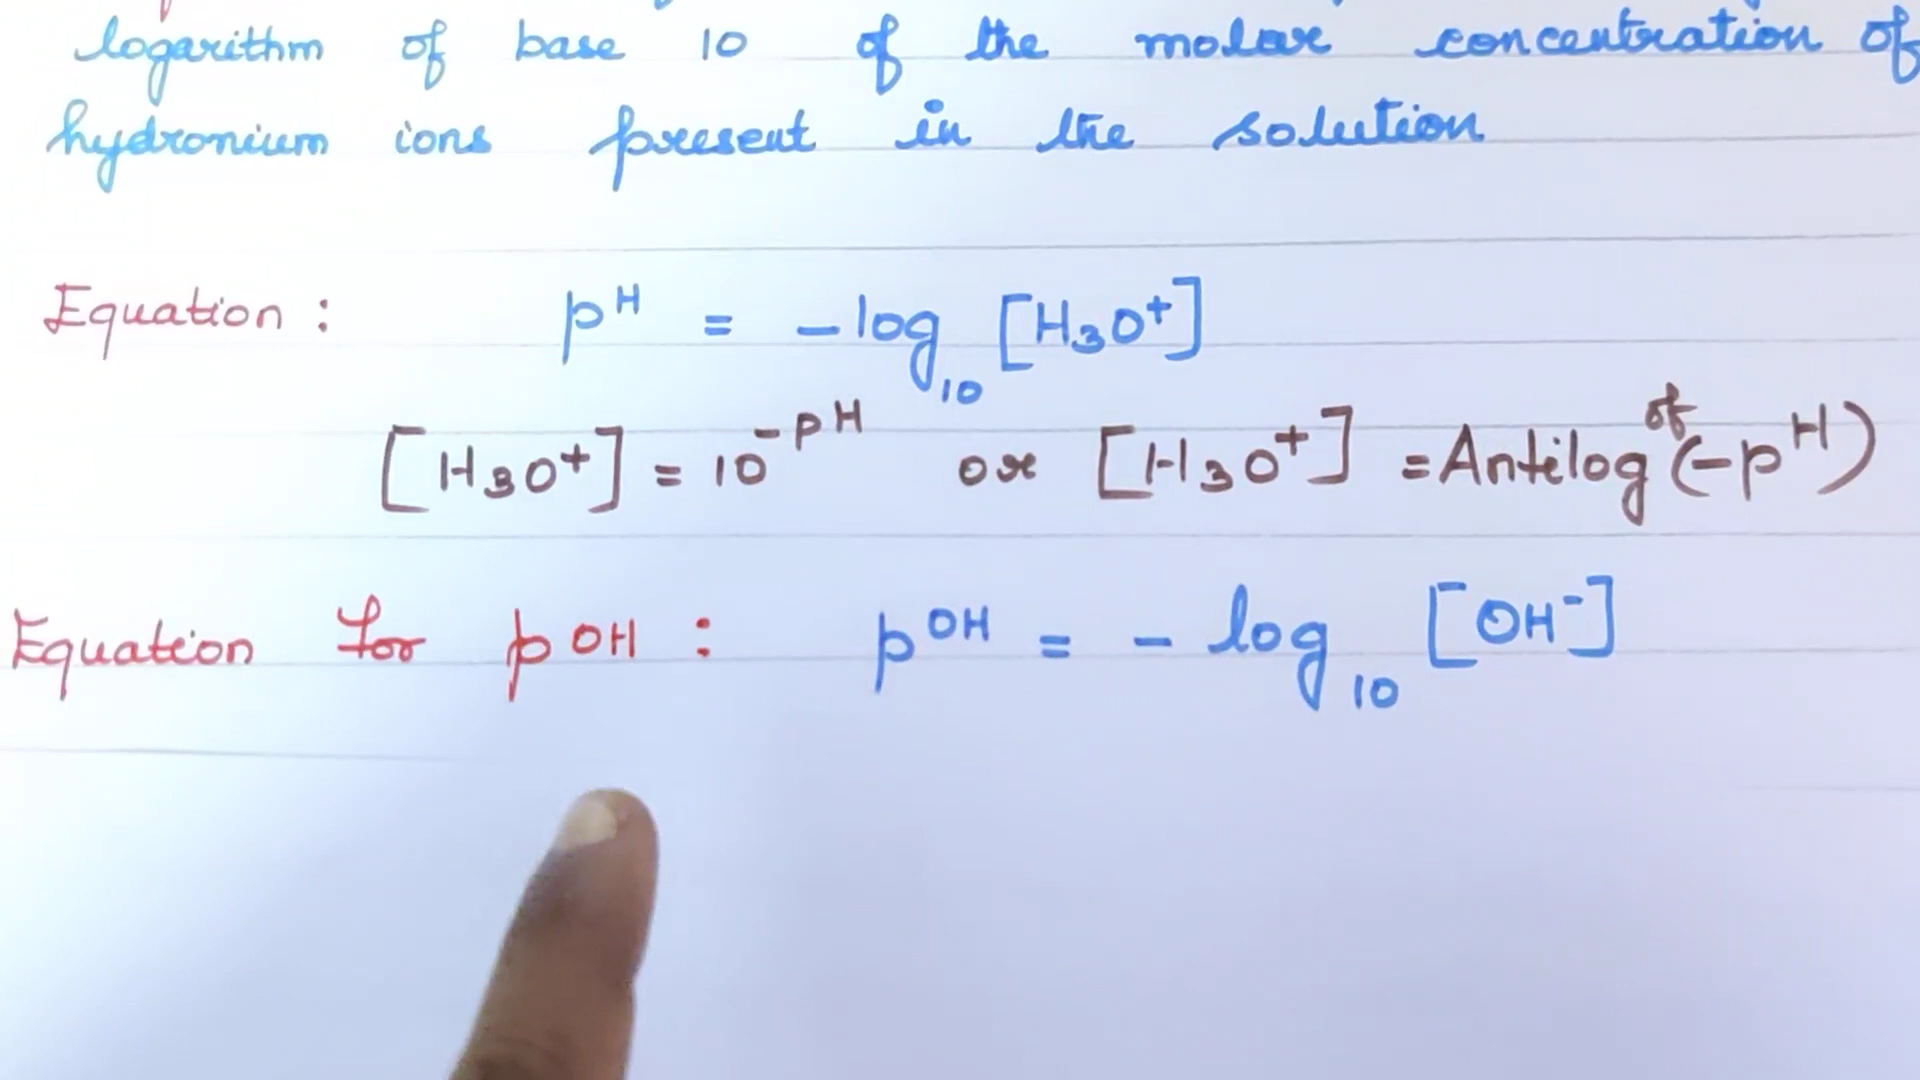 logarithm of base 10 of the molar concentration of
hydronium ions present in the solution
Equation : pᴴ = -log₁₀ [H₃O⁺]
[H₃O⁺] = 10^-pH or [H₃O⁺] = Antilog of (-pᴴ)
Equation for pOH : pᴼᴴ = - log₁₀ [OH⁻]